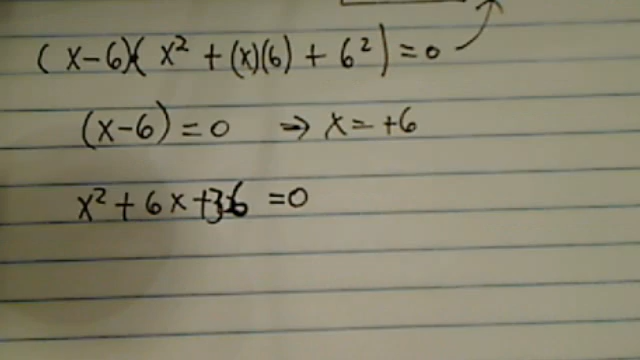 (x-6)(x² + (x)(6) + 6²) = 0
(x-6) = 0 → x = +6
x² + 6x + 36 = 0